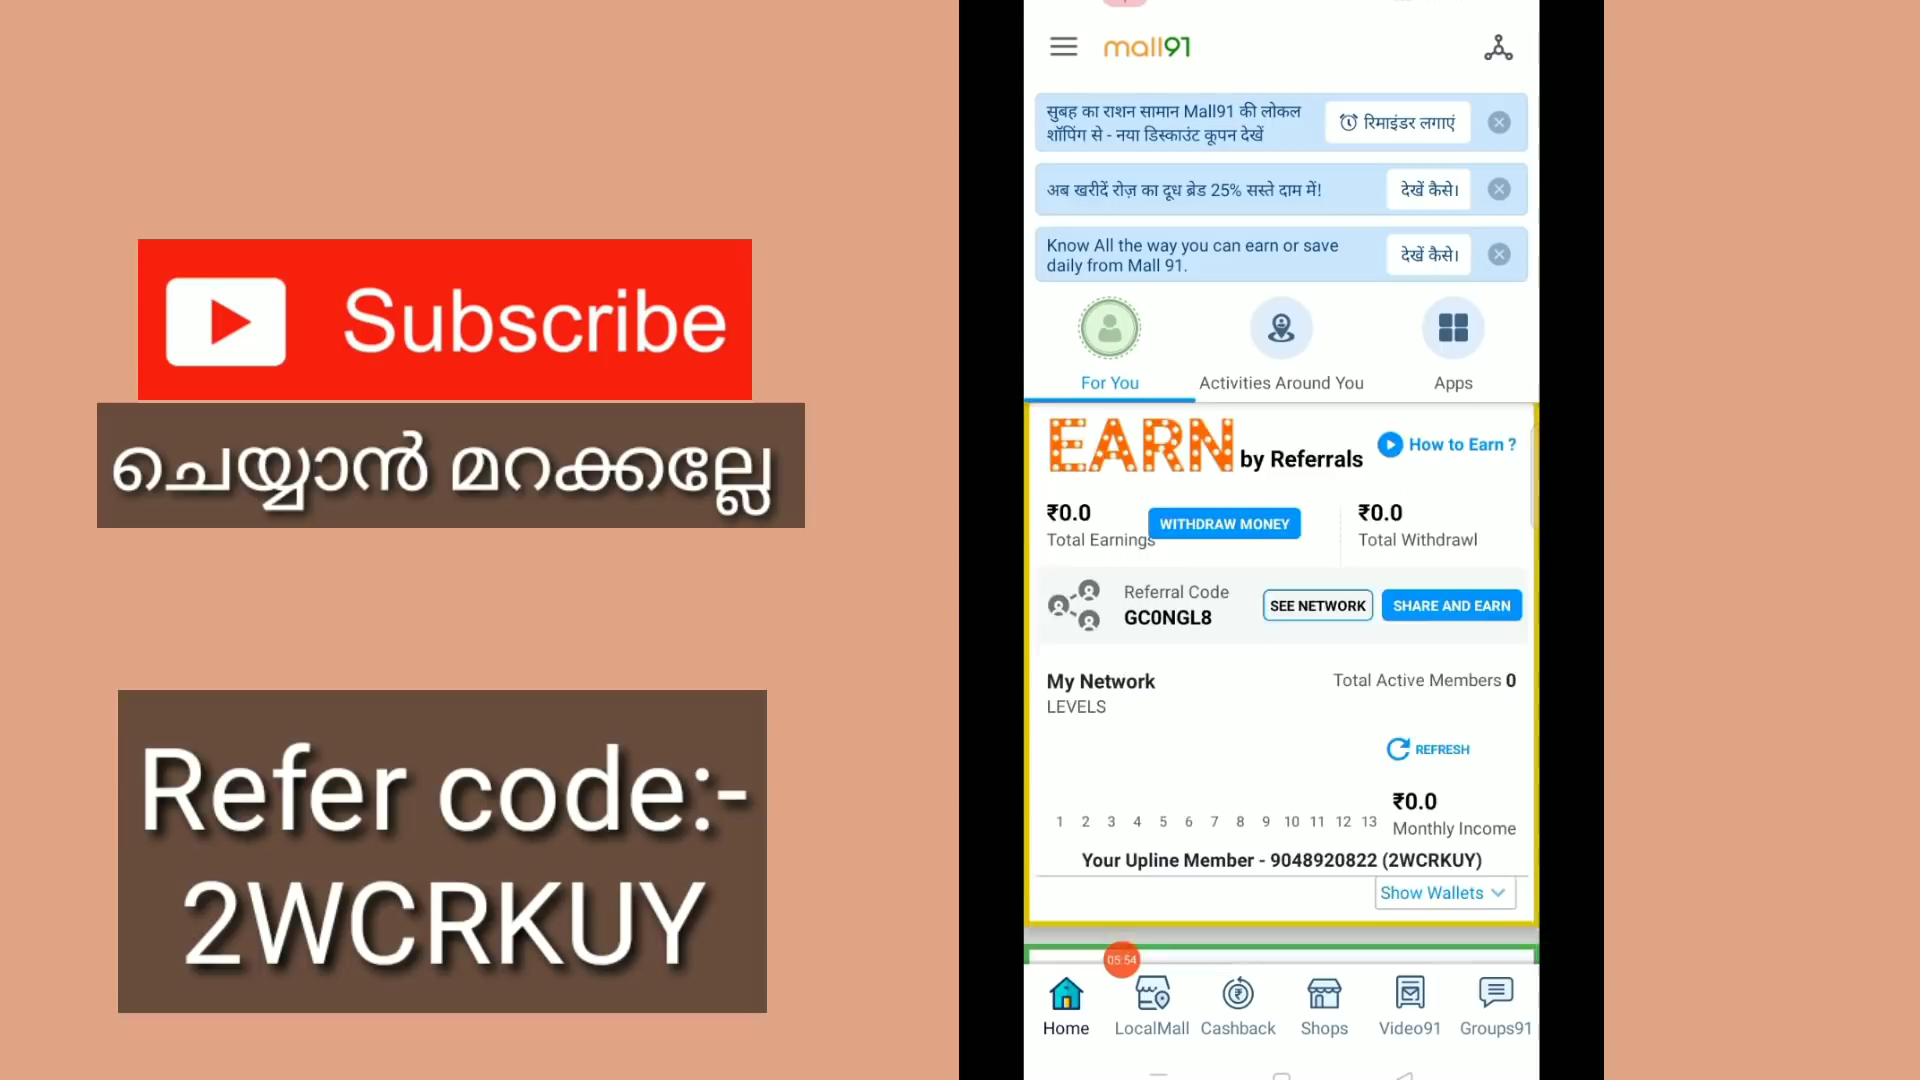 Subscribe
ചെയ്യാൻ മറക്കല്ലേ
Refer code:-
2WCRKUY
mall91
सुबह का राशन सामान Mall91 की लोकल
शॉपिंग से - नया डिस्काउंट कूपन देखें
रिमाइंडर लगाएं
अब खरीदें रोज़ का दूध ब्रेड 25% सस्ते दाम में!
देखें कैसे।
Know All the way you can earn or save
daily from Mall 91.
देखें कैसे।
For You
Activities Around You
Apps
EARN by Referrals
How to Earn ?
₹0.0
Total Earnings
WITHDRAW MONEY
₹0.0
Total Withdrawl
Referral Code
GC0NGL8
SEE NETWORK
SHARE AND EARN
My Network
LEVELS
Total Active Members 0
REFRESH
1 2 3 4 5 6 7 8 9 10 11 12 13
₹0.0
Monthly Income
Your Upline Member - 9048920822 (2WCRKUY)
Show Wallets
05:54
Home
LocalMall
Cashback
Shops
Video91
Groups91